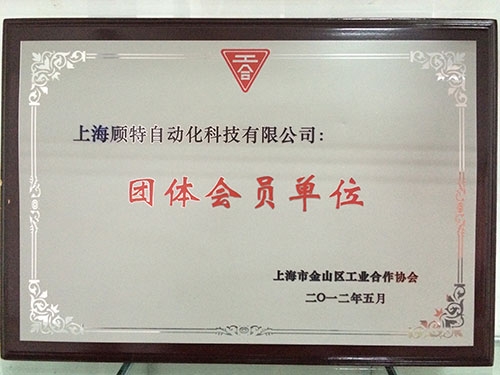 工合
上海顾特自动化科技有限公司：
团体会员单位
上海市金山区工业合作协会
二〇一二年五月